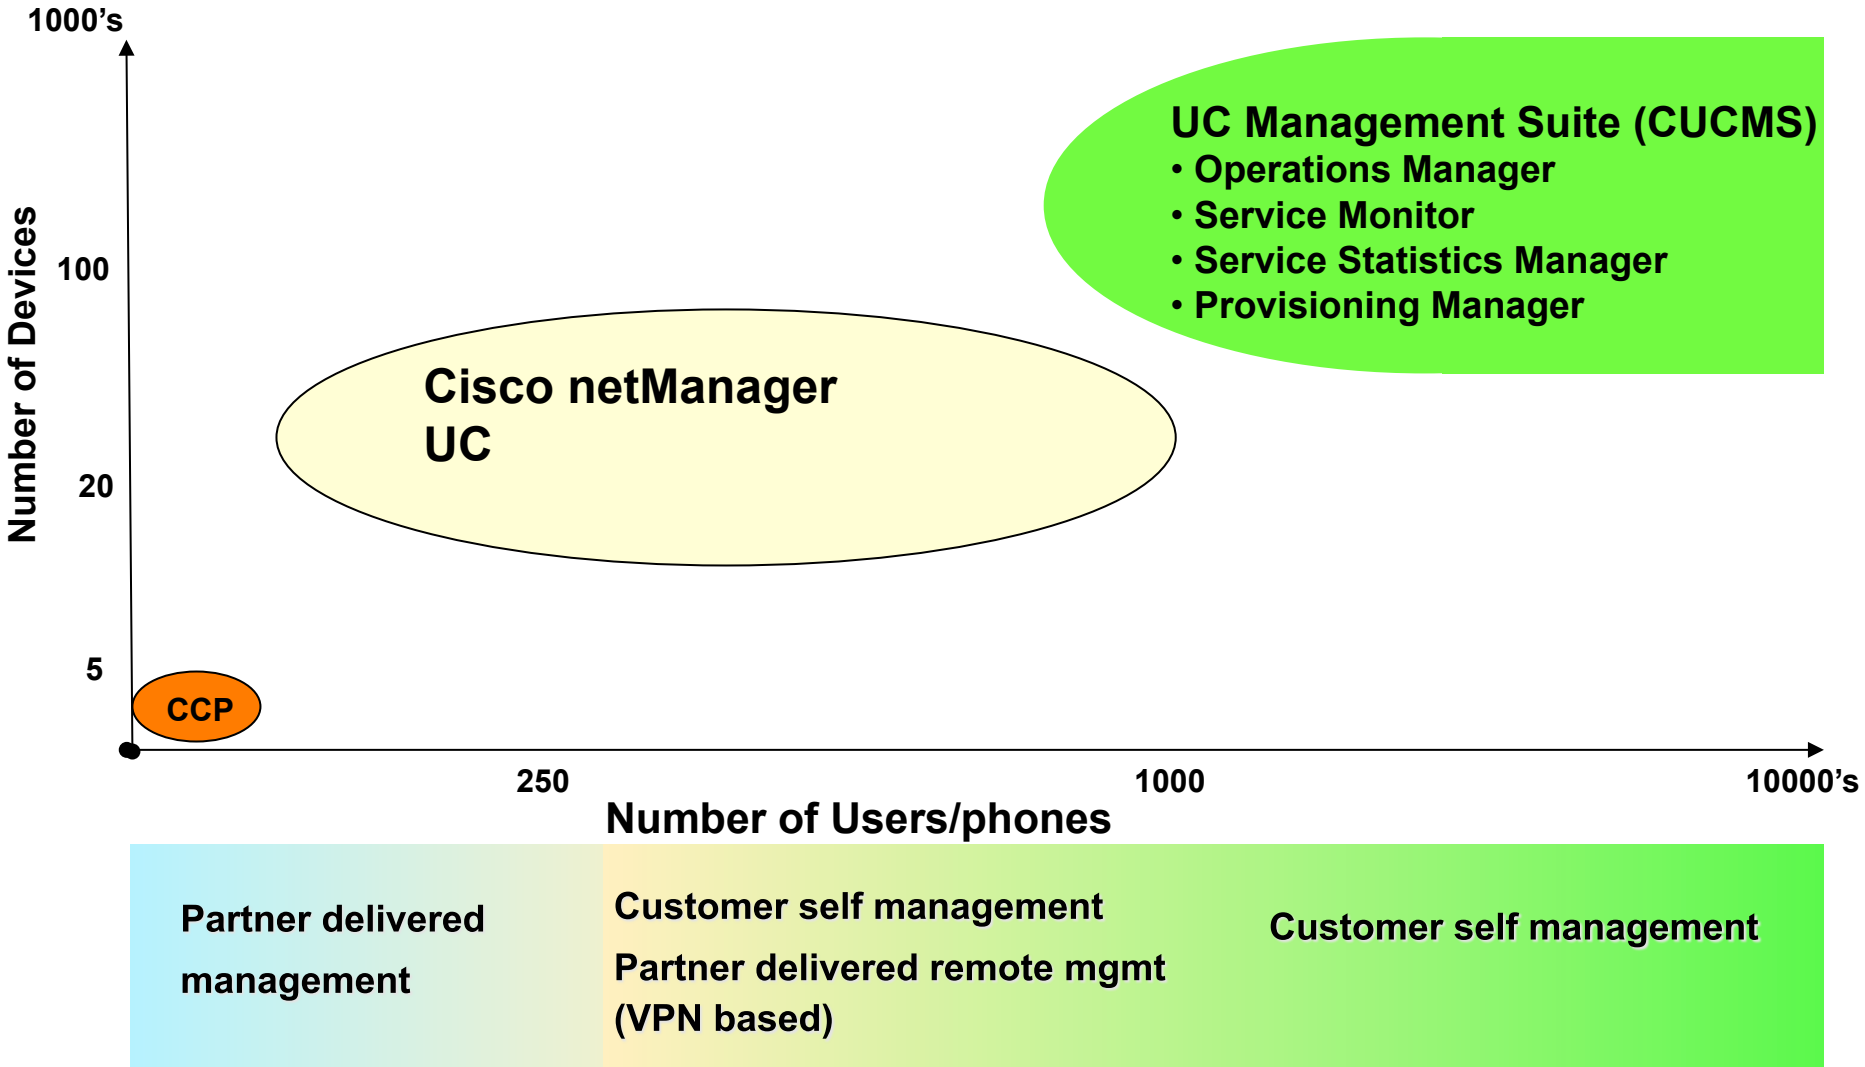 1000’s
Number of Devices
100
20
5
UC Management Suite (CUCMS)
• Operations Manager
• Service Monitor
• Service Statistics Manager
• Provisioning Manager
Cisco netManager
UC
CCP
250
1000
10000’s
Number of Users/phones
Partner delivered
management
Customer self management
Partner delivered remote mgmt
(VPN based)
Customer self management